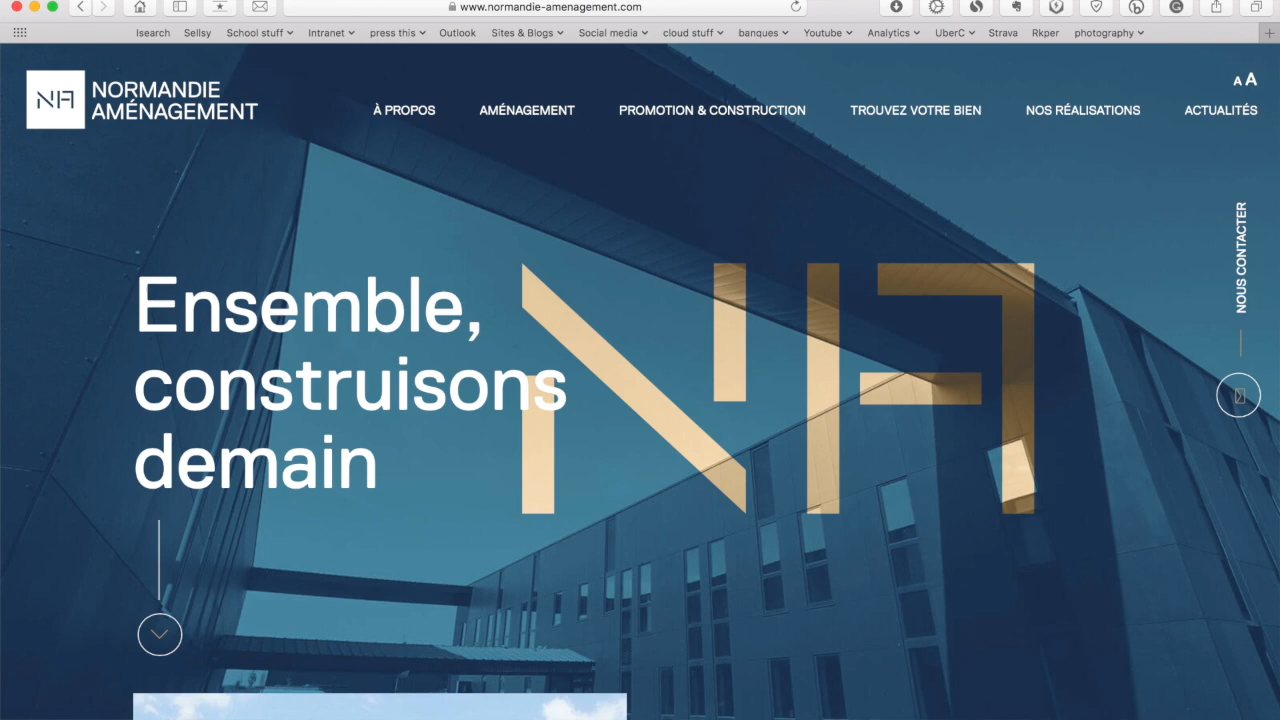 www.normandie-amenagement.com
Isearch Sellsy School stuff Intranet press this Outlook Sites & Blogs Social media cloud stuff banques Youtube Analytics UberC Strava Rkper photography
A A
NA NORMANDIE
AMÉNAGEMENT
À PROPOS AMÉNAGEMENT PROMOTION & CONSTRUCTION TROUVEZ VOTRE BIEN NOS RÉALISATIONS ACTUALITÉS
NOUS CONTACTER
NA
Ensemble,
construisons
demain